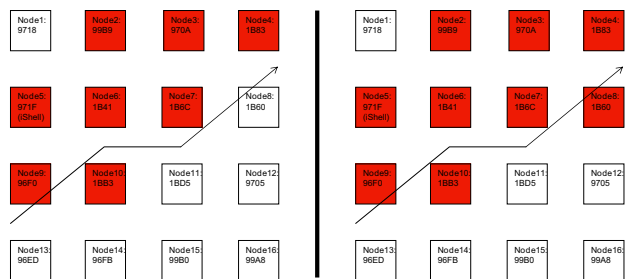 Node1:
9718
Node2:
99B9
Node3:
970A
Node4:
1B83
Node5:
971F
(iShell)
Node6:
1B41
Node7:
1B6C
Node8:
1B60
Node9:
96F0
Node10:
1BB3
Node11:
1BD5
Node12:
9705
Node13:
96ED
Node14:
96FB
Node15:
99B0
Node16:
99A8
Node1:
9718
Node2:
99B9
Node3:
970A
Node4:
1B83
Node5:
971F
(iShell)
Node6:
1B41
Node7:
1B6C
Node8:
1B60
Node9:
96F0
Node10:
1BB3
Node11:
1BD5
Node12:
9705
Node13:
96ED
Node14:
96FB
Node15:
99B0
Node16:
99A8